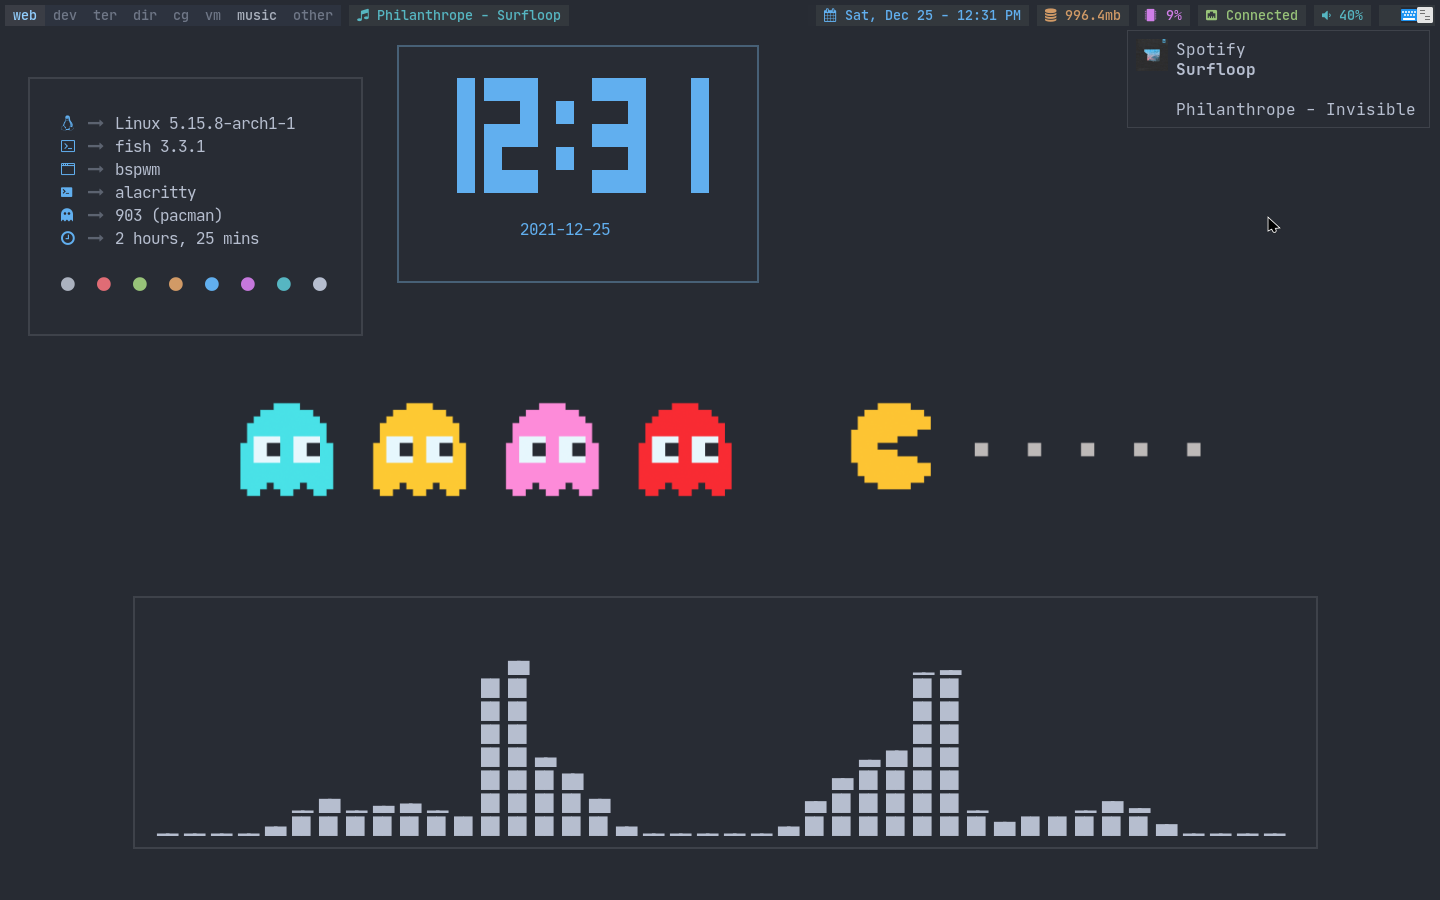 web dev ter dir cg vm music other
Philanthrope - Surfloop
Sat, Dec 25 - 12:31 PM
996.4mb
9%
Connected
40%
Spotify
Surfloop
Philanthrope - Invisible
Linux 5.15.8-arch1-1
fish 3.3.1
bspwm
alacritty
903 (pacman)
2 hours, 25 mins
12:31
2021-12-25